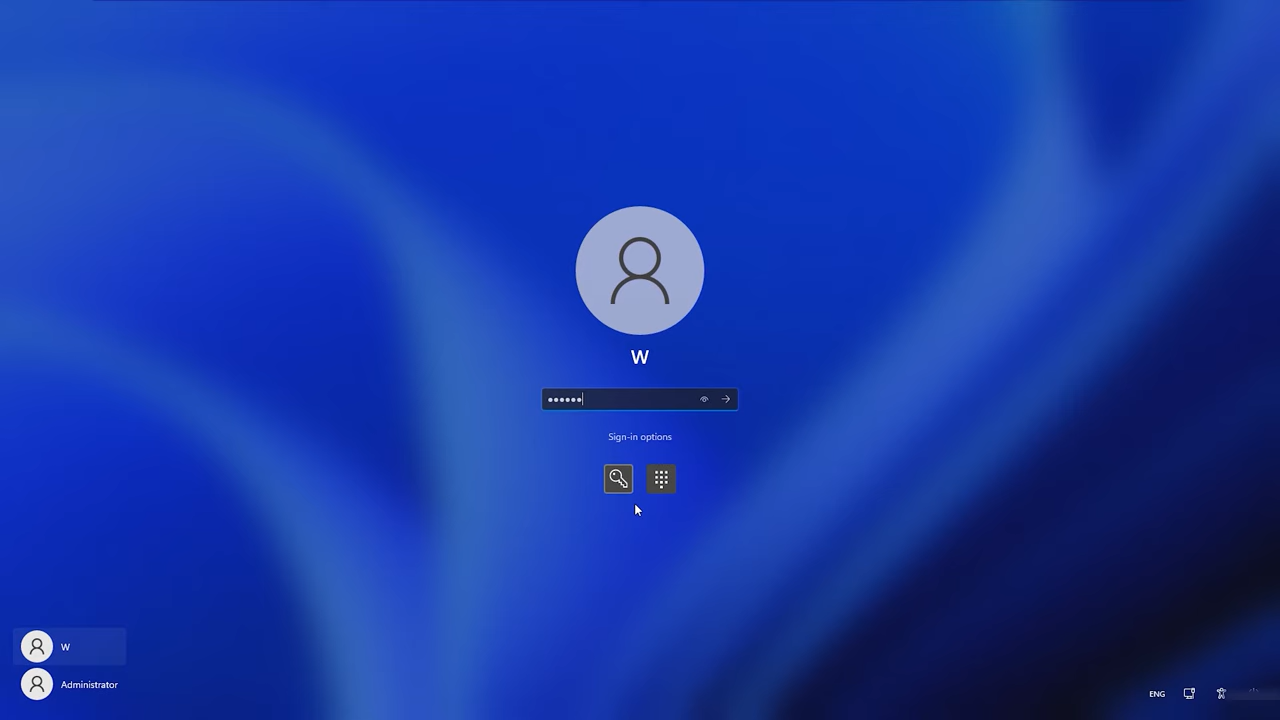 W
••••••
Sign-in options
W
Administrator
ENG